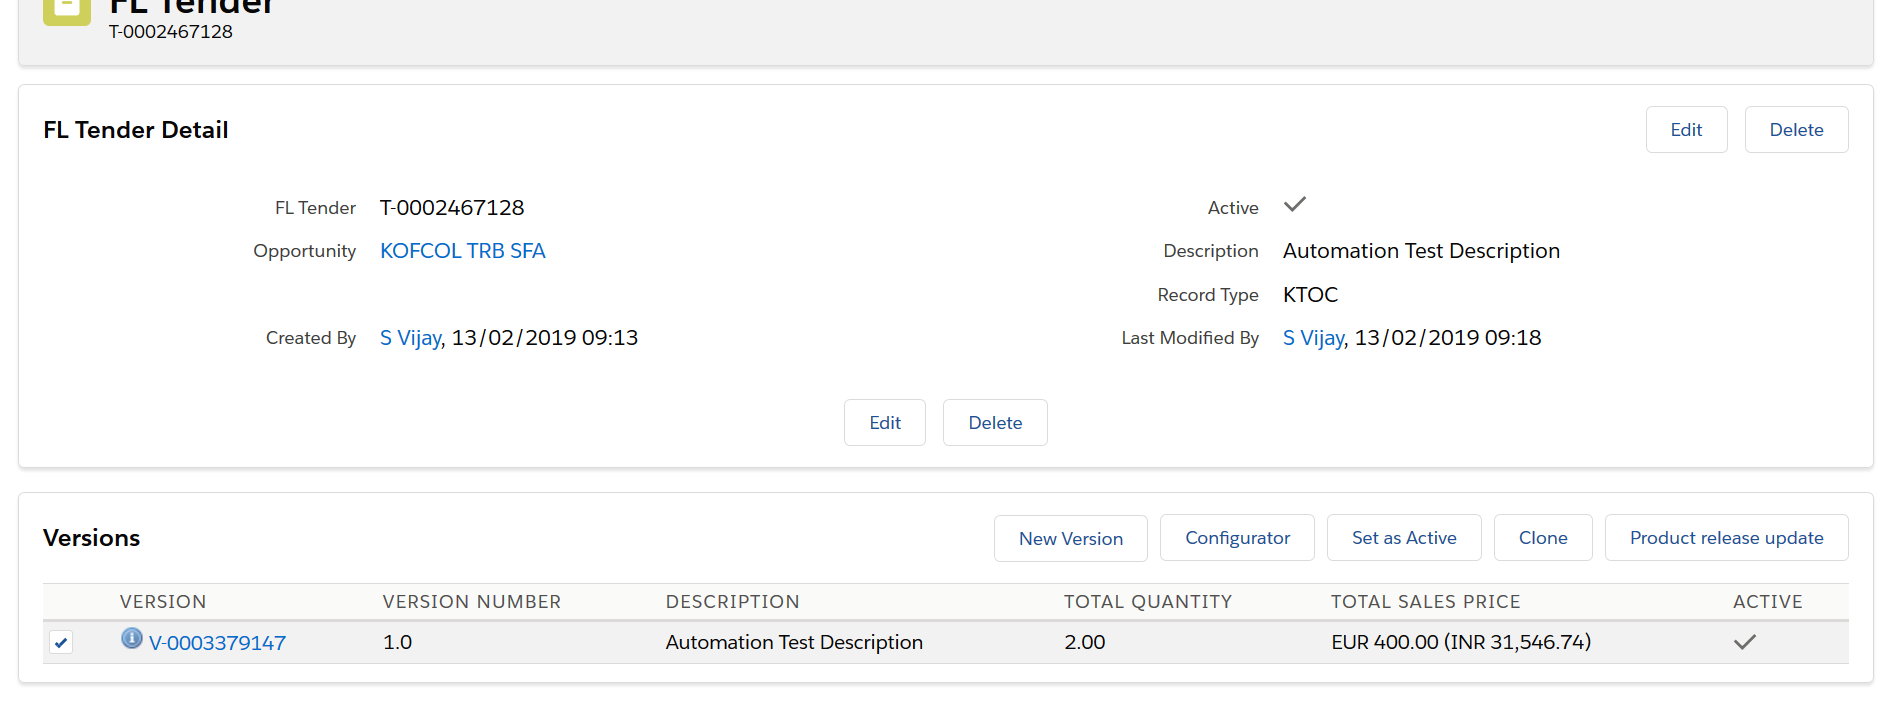 FL Tender
T-0002467128
FL Tender Detail
Edit
Delete
FL Tender T-0002467128
Active
Opportunity KOFCOL TRB SFA
Description Automation Test Description
Record Type KTOC
Created By S Vijay, 13/02/2019 09:13
Last Modified By S Vijay, 13/02/2019 09:18
Edit
Delete
Versions
New Version
Configurator
Set as Active
Clone
Product release update
VERSION VERSION NUMBER DESCRIPTION TOTAL QUANTITY TOTAL SALES PRICE ACTIVE
V-0003379147 1.0 Automation Test Description 2.00 EUR 400.00 (INR 31,546.74)